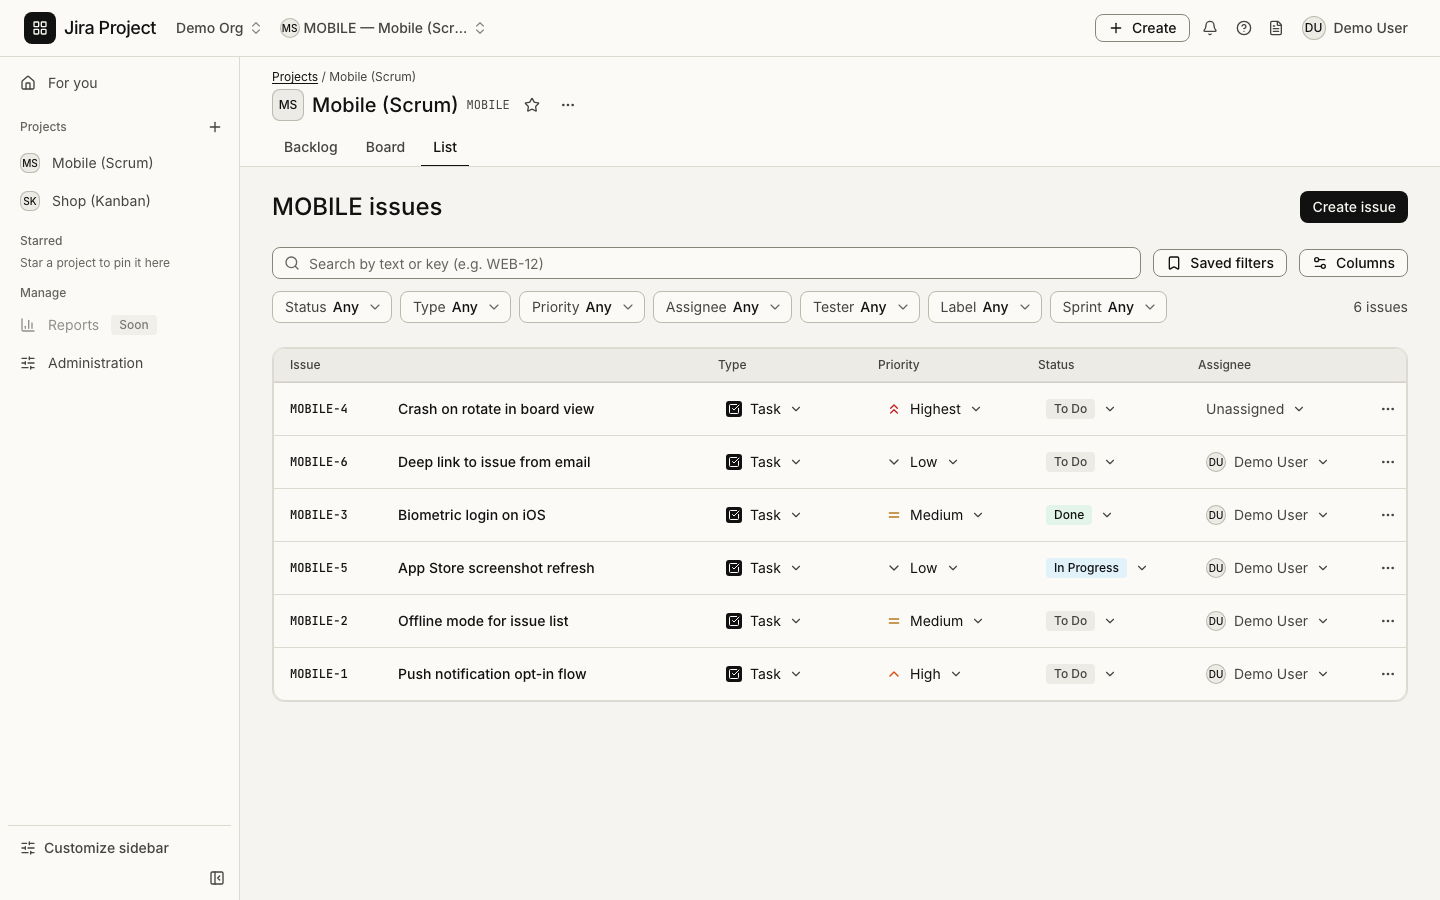 Jira Project
Demo Org
MS MOBILE — Mobile (Scr...
Create
DU Demo User
For you
Projects
MS Mobile (Scrum)
SK Shop (Kanban)
Starred
Star a project to pin it here
Manage
Reports Soon
Administration
Customize sidebar
Projects / Mobile (Scrum)
MS Mobile (Scrum) MOBILE
Backlog Board List
MOBILE issues
Create issue
Search by text or key (e.g. WEB-12)
Saved filters
Columns
Status Any
Type Any
Priority Any
Assignee Any
Tester Any
Label Any
Sprint Any
6 issues
Issue Type Priority Status Assignee
MOBILE-4 Crash on rotate in board view Task Highest To Do Unassigned
MOBILE-6 Deep link to issue from email Task Low To Do DU Demo User
MOBILE-3 Biometric login on iOS Task Medium Done DU Demo User
MOBILE-5 App Store screenshot refresh Task Low In Progress DU Demo User
MOBILE-2 Offline mode for issue list Task Medium To Do DU Demo User
MOBILE-1 Push notification opt-in flow Task High To Do DU Demo User